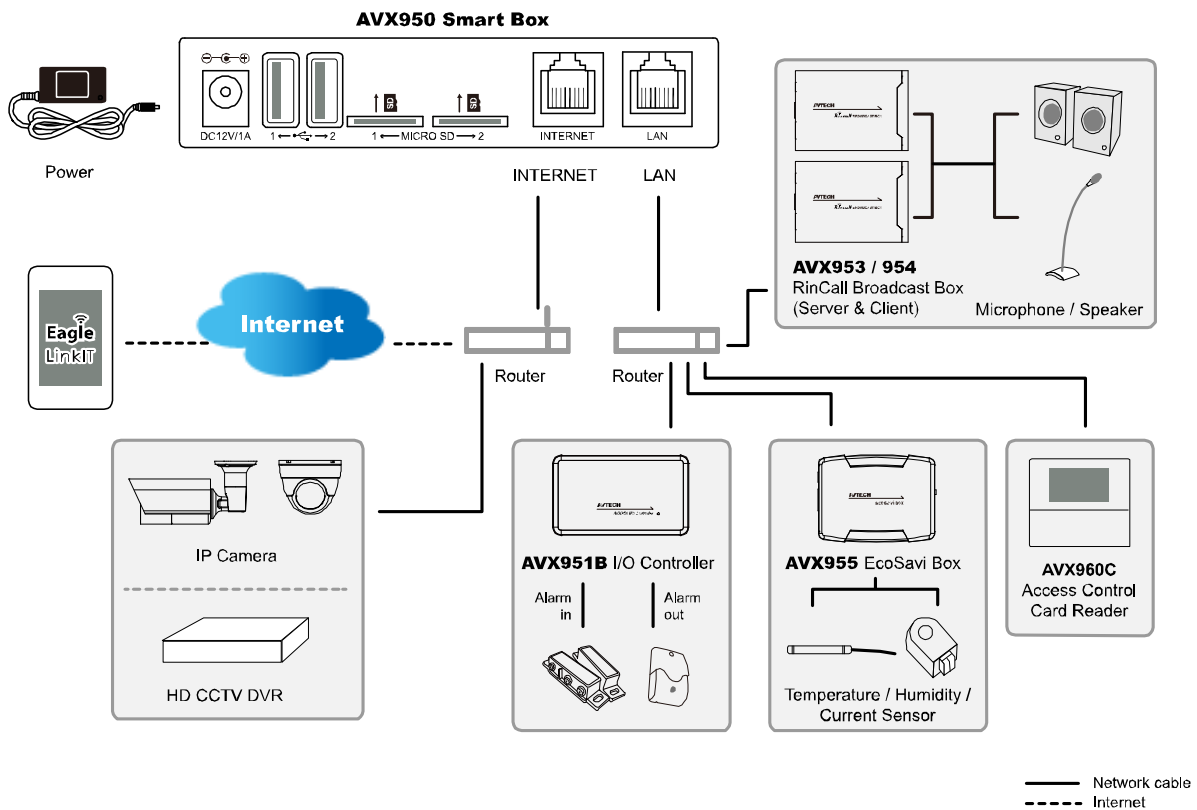 AVX950 Smart Box
DC12V/1A
1 ← → 2
SD
SD
1 ← MICRO SD → 2
INTERNET
LAN
Power
INTERNET
LAN
AVTECH
AVTECH
AVX953 / 954
RinCall Broadcast Box
(Server & Client)
Microphone / Speaker
Eagle
LinkIT
Internet
Router
Router
IP Camera
HD CCTV DVR
AVTECH
AVX951B I/O Controller
Alarm
in
Alarm
out
AVTECH
AVX955 EcoSavi Box
Temperature / Humidity /
Current Sensor
AVX960C
Access Control
Card Reader
Network cable
Internet